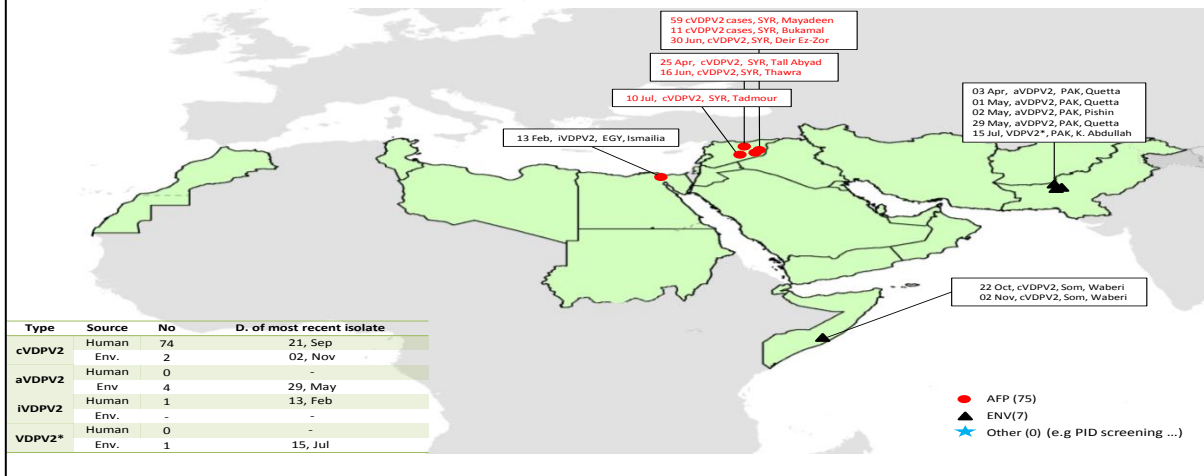 59 cVDPV2 cases, SYR, Mayadeen
11 cVDPV2 cases, SYR, Bukamal
30 Jun, cVDPV2, SYR, Deir Ez-Zor
25 Apr, cVDPV2, SYR, Tall Abyad
16 Jun, cVDPV2, SYR, Thawra
10 Jul, cVDPV2, SYR, Tadmour
13 Feb, iVDPV2, EGY, Ismailia
03 Apr, aVDPV2, PAK, Quetta
01 May, aVDPV2, PAK, Quetta
02 May, aVDPV2, PAK, Pishin
29 May, aVDPV2, PAK, Quetta
15 Jul, VDPV2*, PAK, K. Abdullah
22 Oct, cVDPV2, Som, Waberi
02 Nov, cVDPV2, Som, Waberi
Type Source No D. of most recent isolate
cVDPV2 Human 74 21, Sep
Env. 2 02, Nov
aVDPV2 Human 0 -
Env 4 29, May
iVDPV2 Human 1 13, Feb
Env. - -
VDPV2* Human 0 -
Env. 1 15, Jul
AFP (75)
ENV(7)
Other (0) (e.g PID screening ...)